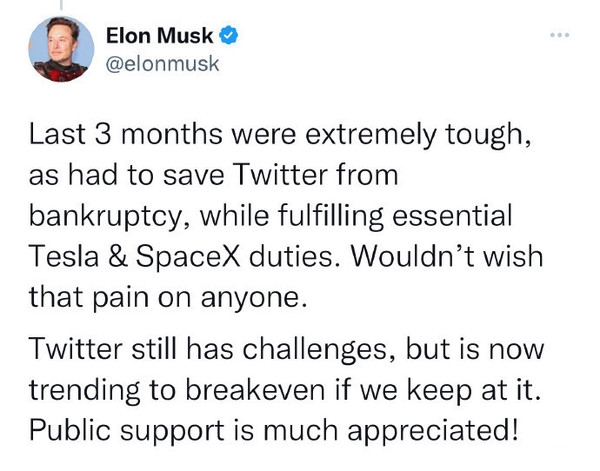 Elon Musk
@elonmusk
Last 3 months were extremely tough,
as had to save Twitter from
bankruptcy, while fulfilling essential
Tesla & SpaceX duties. Wouldn’t wish
that pain on anyone.
Twitter still has challenges, but is now
trending to breakeven if we keep at it.
Public support is much appreciated!